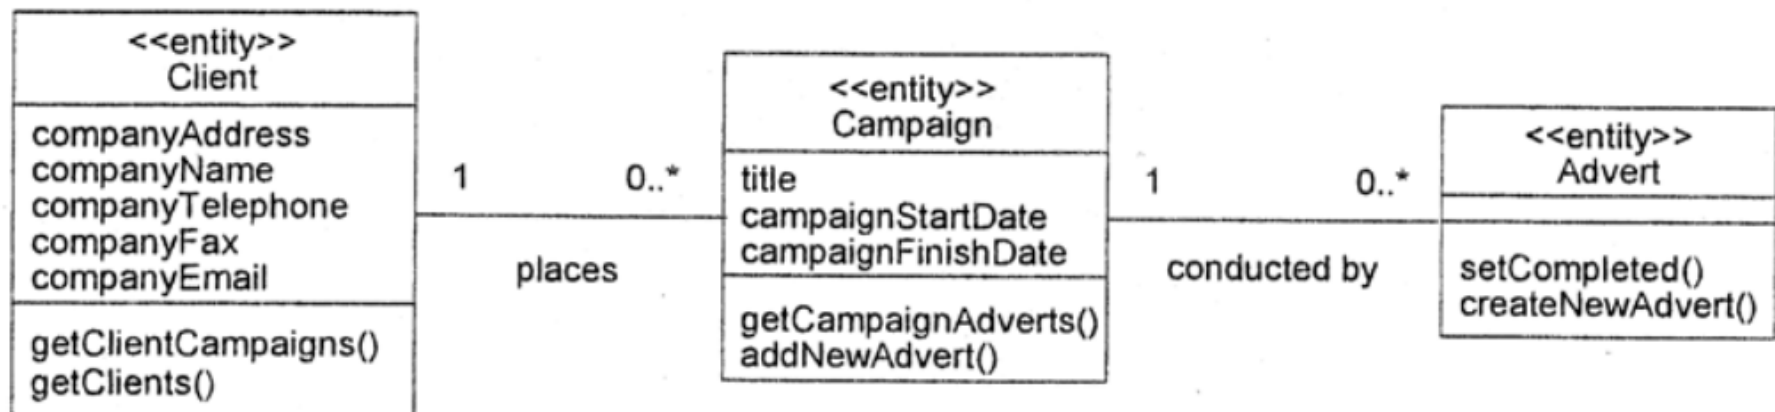 <<entity>>
Client
companyAddress
companyName
companyTelephone
companyFax
companyEmail
getClientCampaigns()
getClients()
1
0..*
places
<<entity>>
Campaign
title
campaignStartDate
campaignFinishDate
getCampaignAdverts()
addNewAdvert()
1
0..*
conducted by
<<entity>>
Advert
setCompleted()
createNewAdvert()